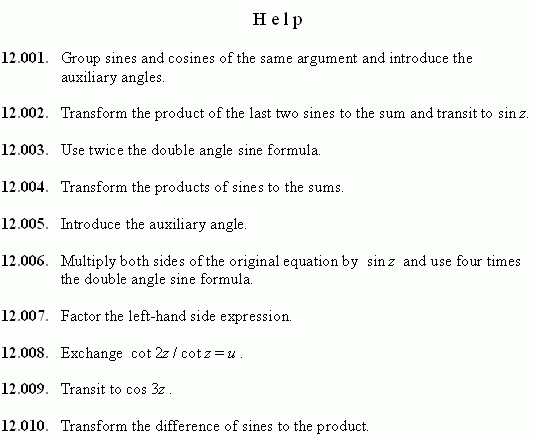 Help
12.001. Group sines and cosines of the same argument and introduce the
auxiliary angles.
12.002. Transform the product of the last two sines to the sum and transit to sin z.
12.003. Use twice the double angle sine formula.
12.004. Transform the products of sines to the sums.
12.005. Introduce the auxiliary angle.
12.006. Multiply both sides of the original equation by sin z and use four times
the double angle sine formula.
12.007. Factor the left-hand side expression.
12.008. Exchange cot 2z / cot z = u .
12.009. Transit to cos 3z .
12.010. Transform the difference of sines to the product.